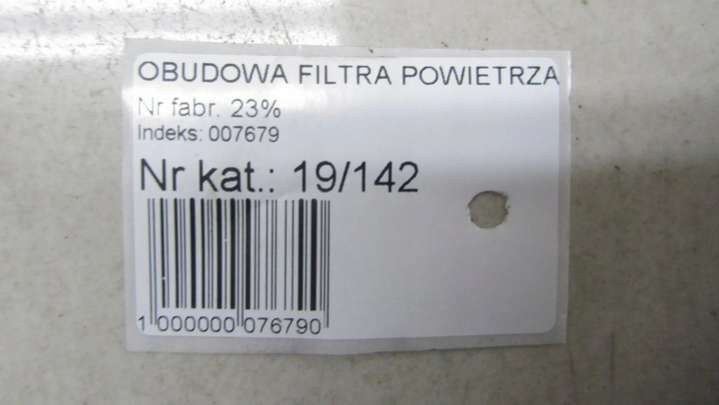 OBUDOWA FILTRA POWIETRZA
Nr fabr. 23%
Indeks: 007679
Nr kat.: 19/142
1 000000 076790